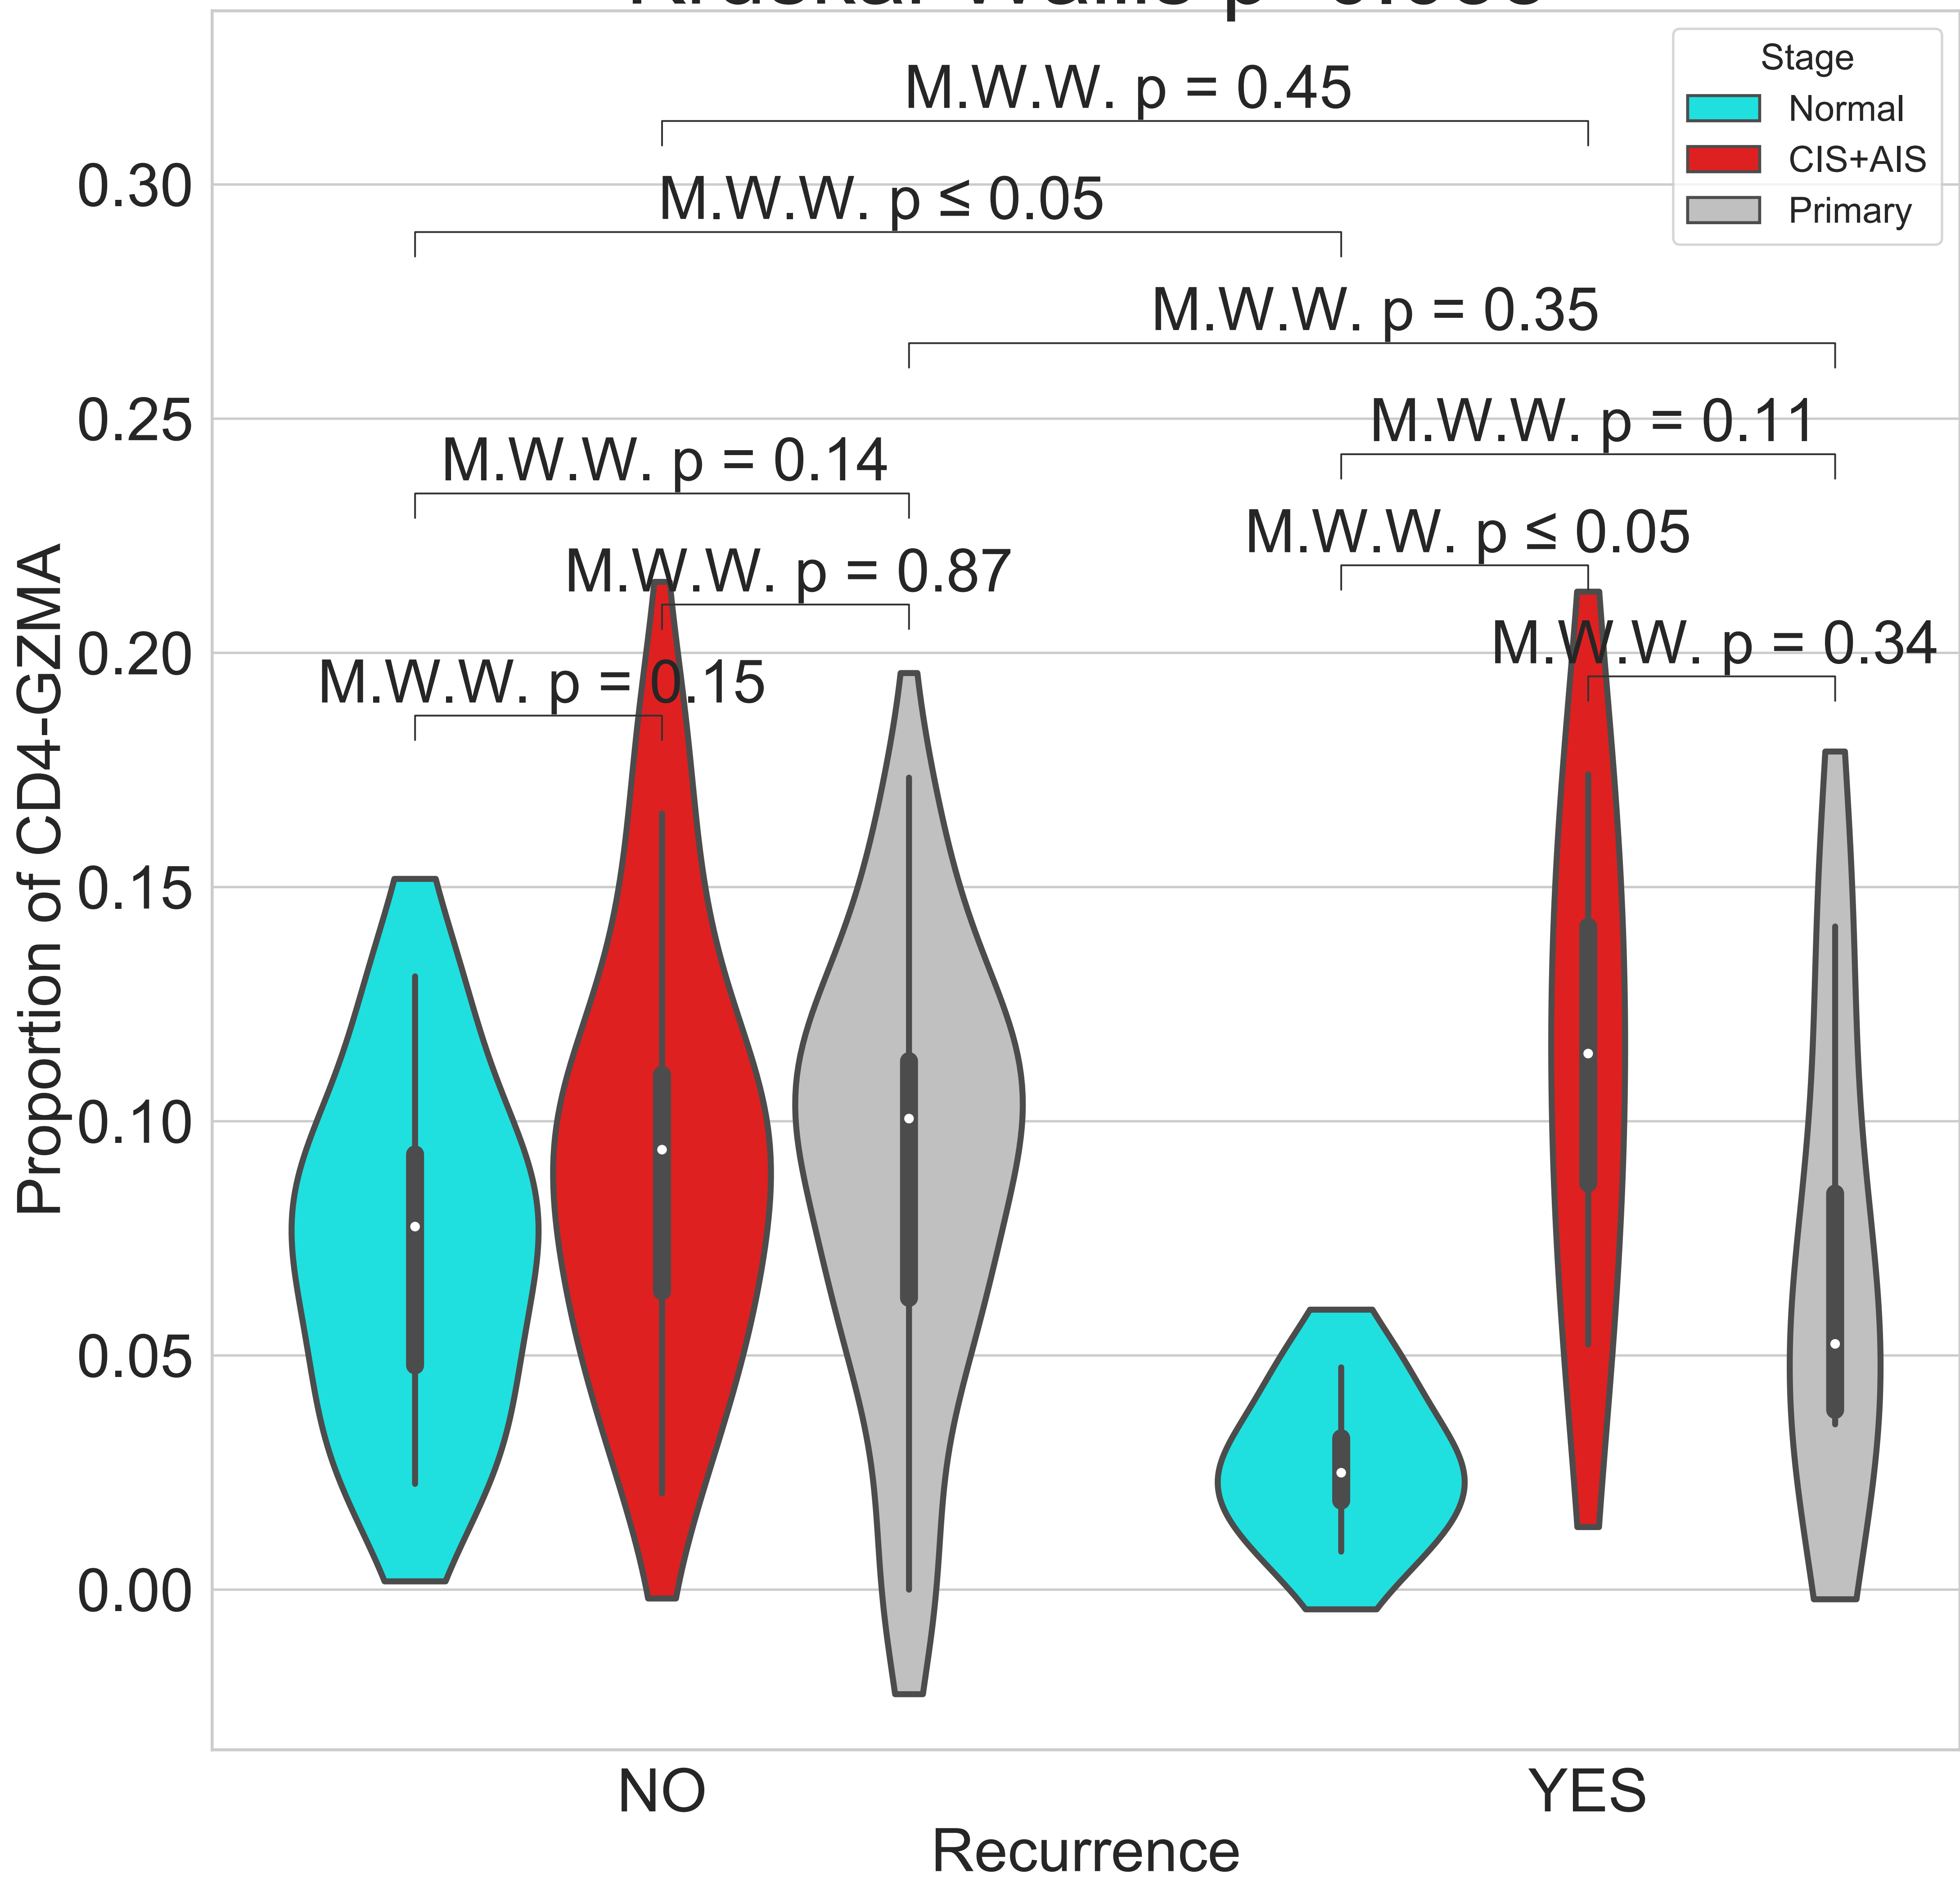 Stage
Normal
CIS+AIS
Primary
M.W.W. p = 0.45
M.W.W. p ≤ 0.05
M.W.W. p = 0.35
M.W.W. p = 0.11
M.W.W. p = 0.14
M.W.W. p ≤ 0.05
M.W.W. p = 0.87
M.W.W. p = 0.34
M.W.W. p = 0.15
Proportion of CD4-GZMA
0.30
0.25
0.20
0.15
0.10
0.05
0.00
NO
YES
Recurrence